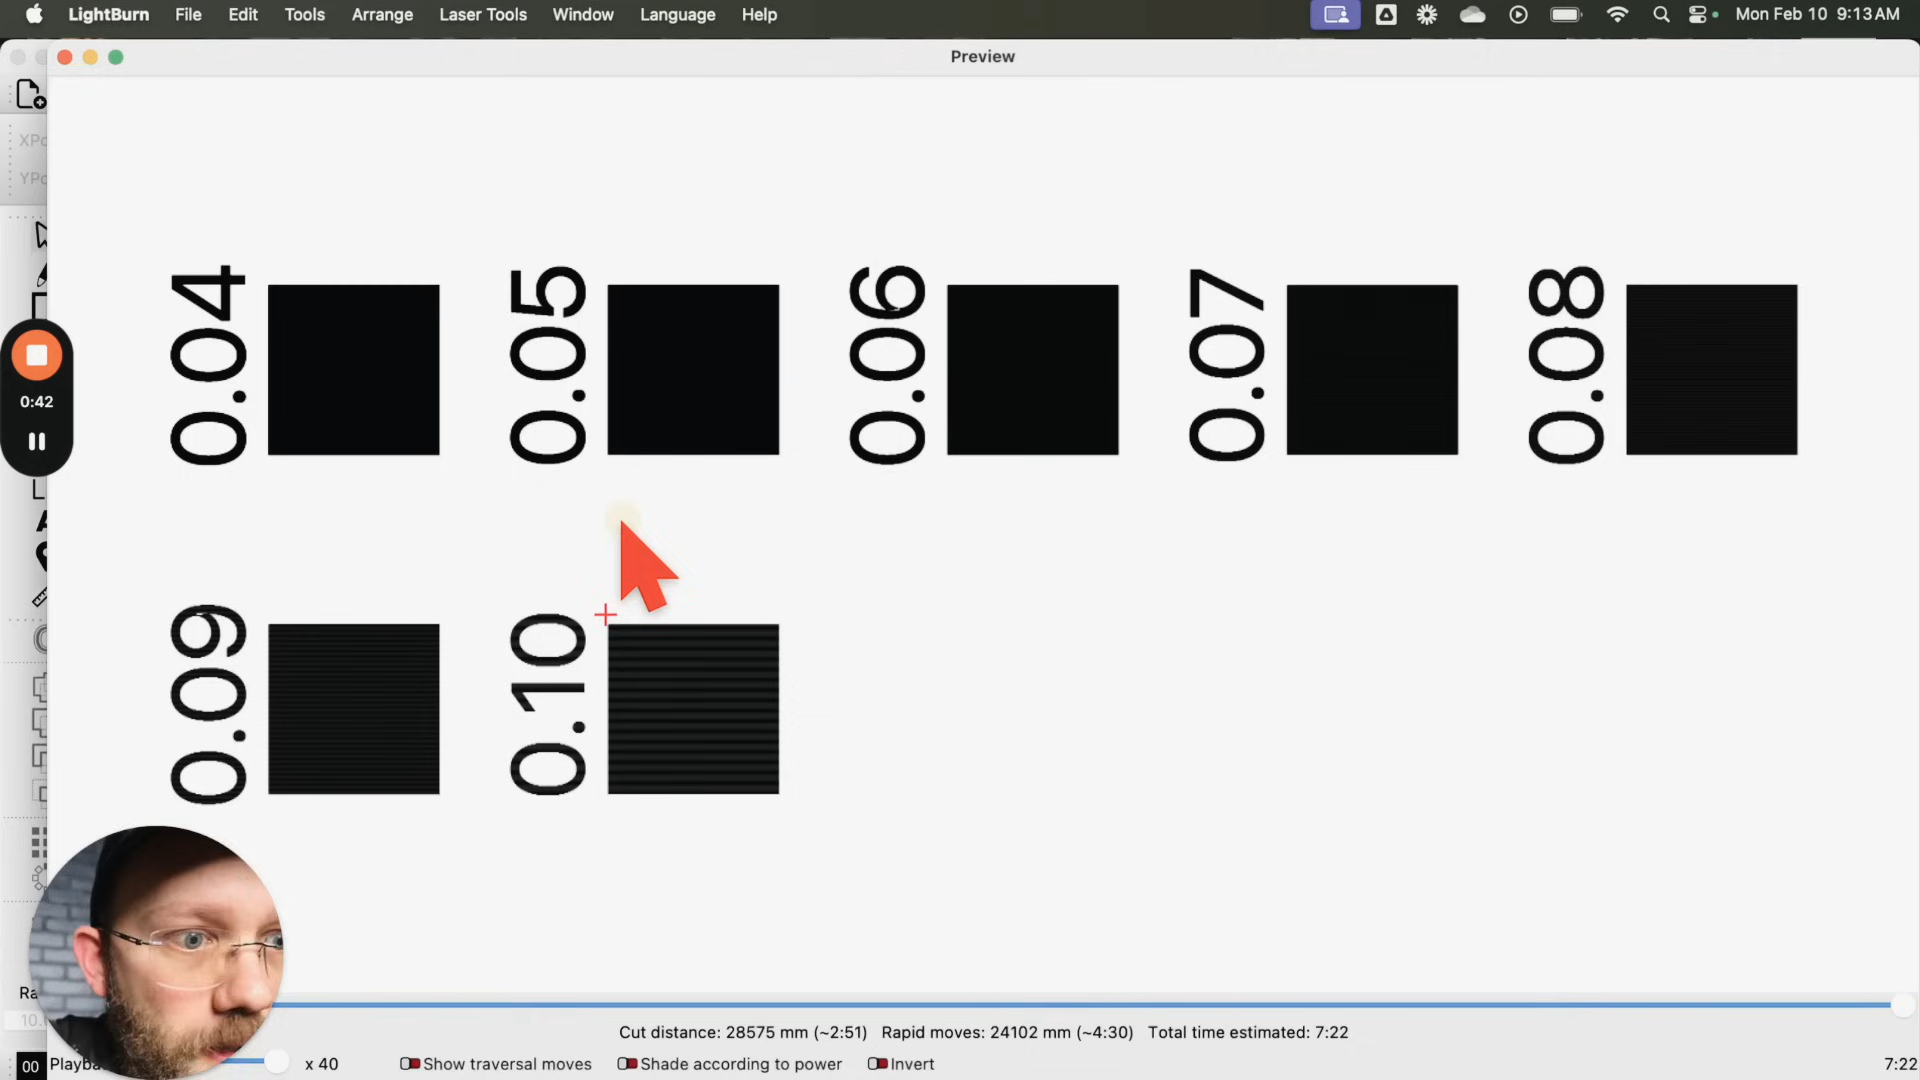 LightBurn File Edit Tools Arrange Laser Tools Window Language Help Mon Feb 10 9:13 AM
Preview
0.04 0.05 0.06 0.07 0.08
0:42
0.09 0.10
Cut distance: 28575 mm (~2:51) Rapid moves: 24102 mm (~4:30) Total time estimated: 7:22
00 x 40 Show traversal moves Shade according to power Invert 7:22